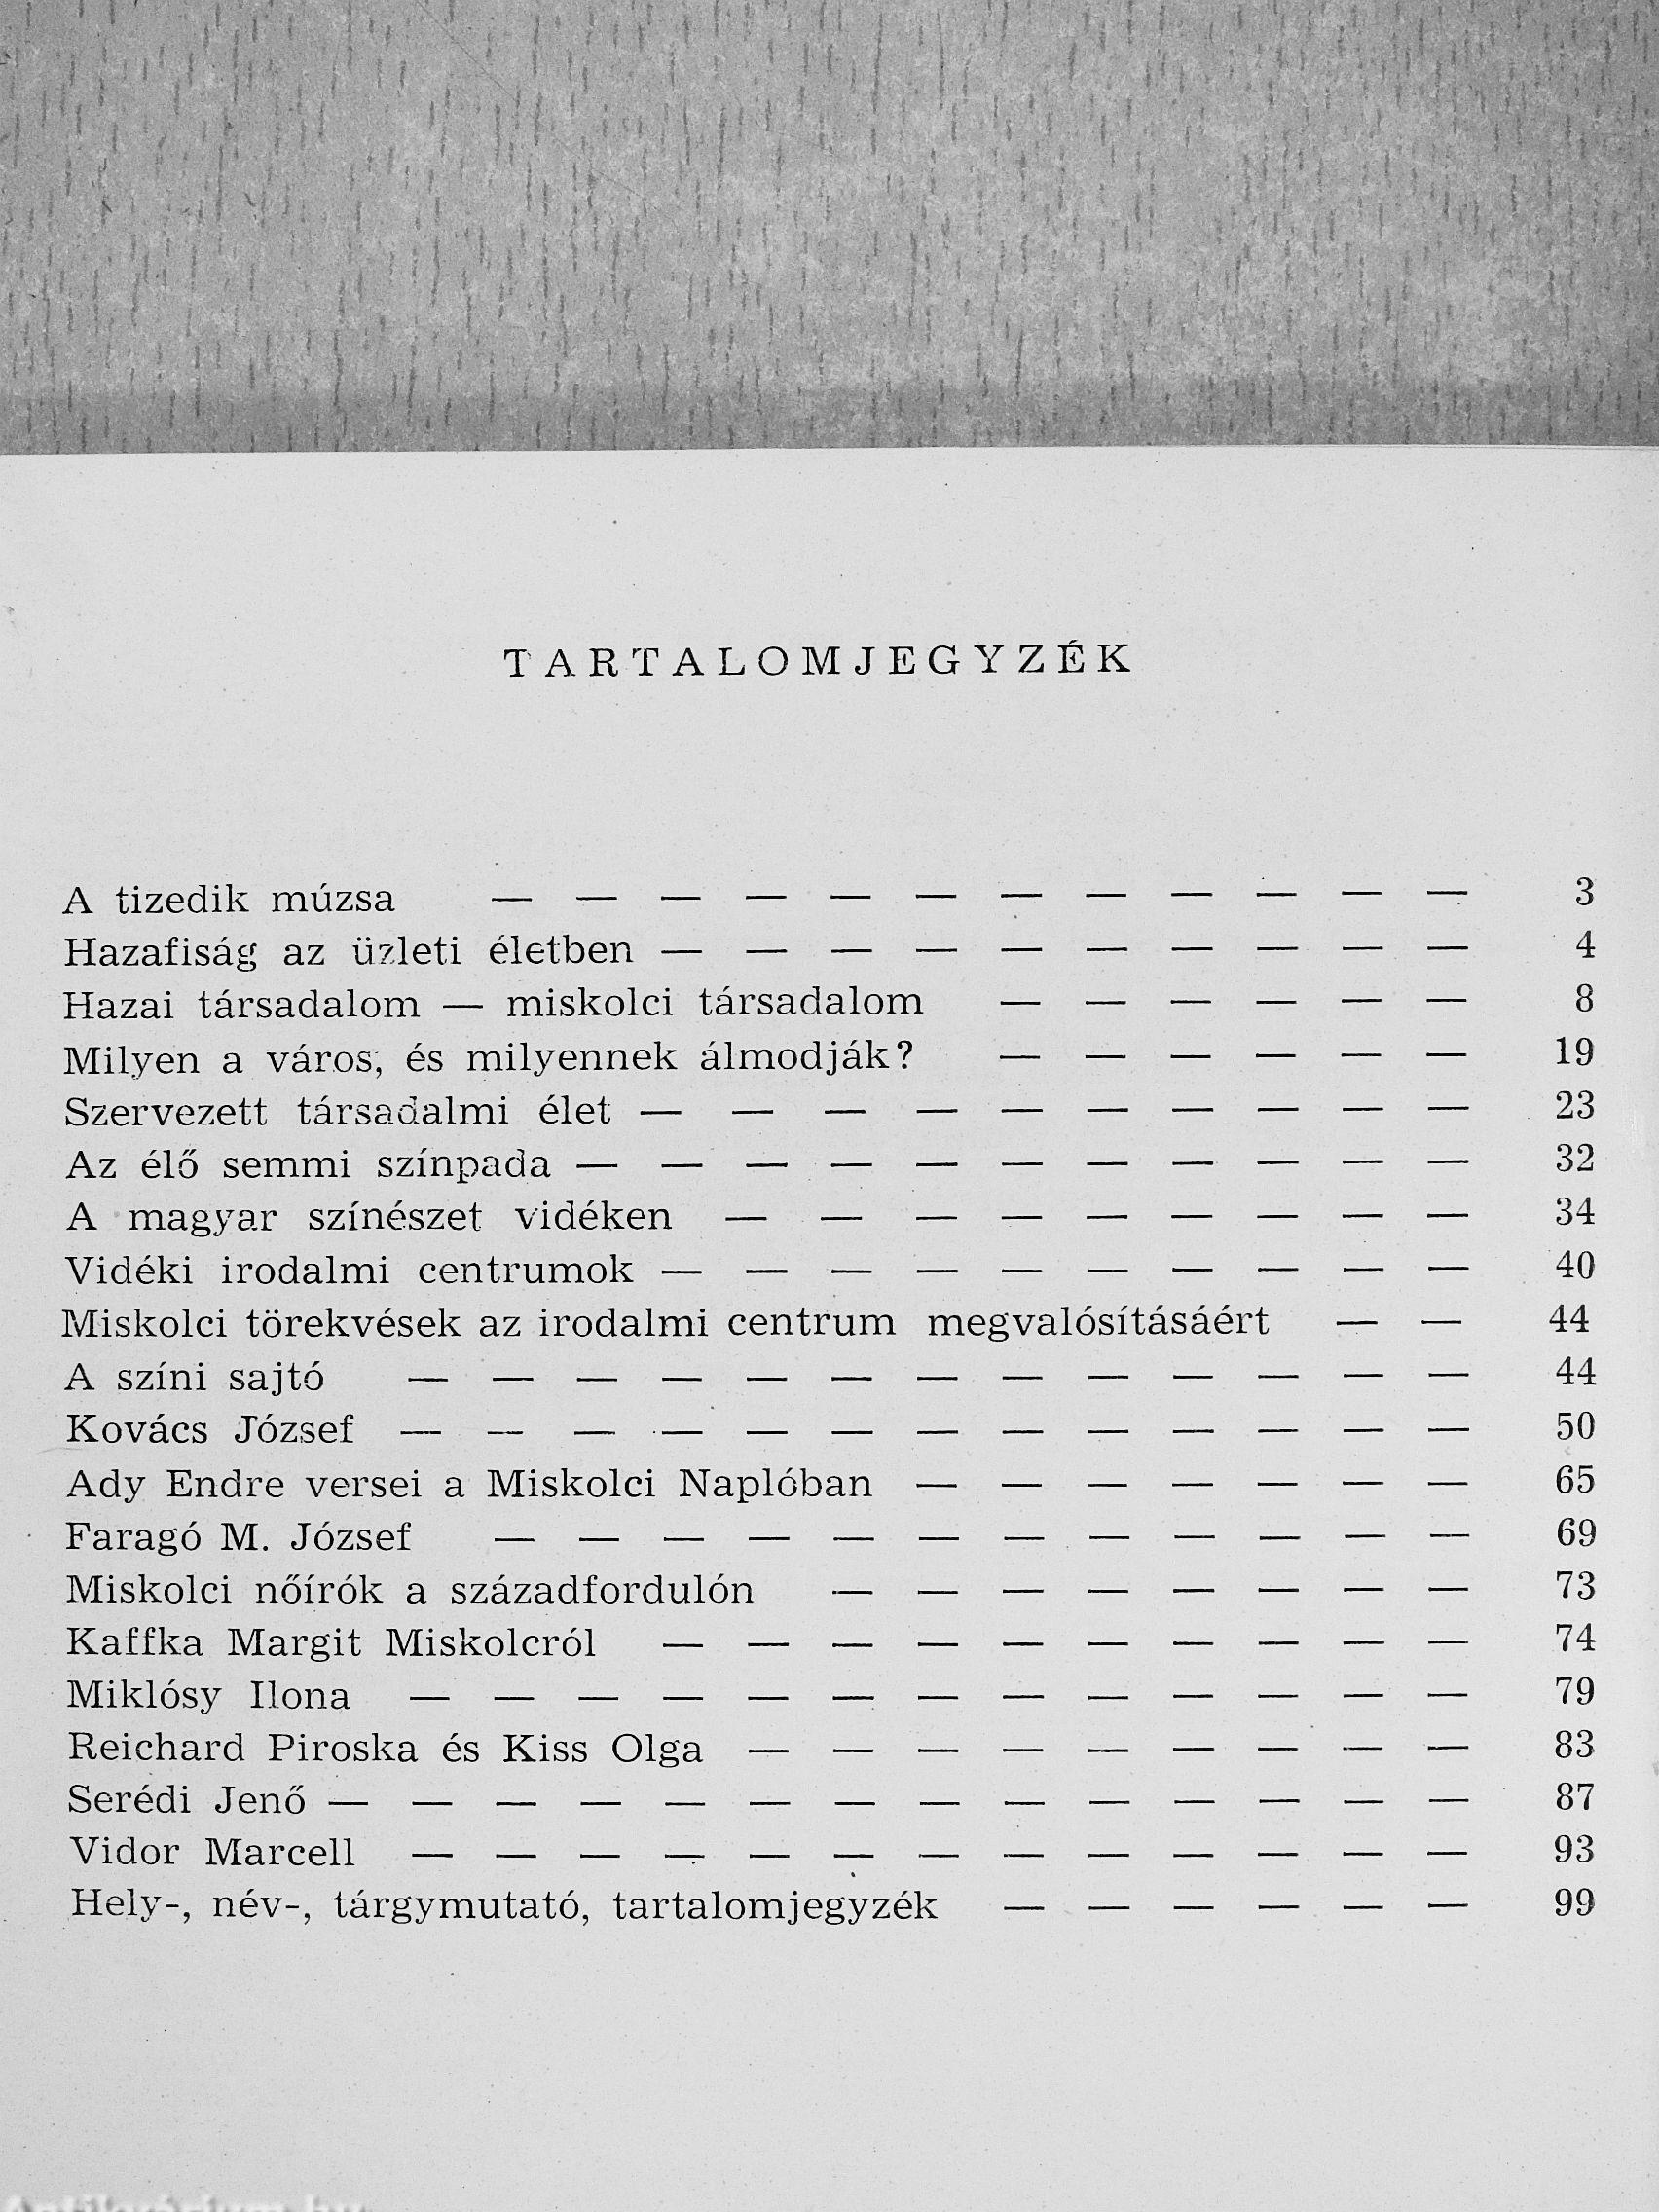 TARTALOMJEGYZÉK
A tizedik múzsa — — — — — — — — — — — — 3
Hazafiság az üzleti életben — — — — — — — — — — 4
Hazai társadalom — miskolci társadalom — — — — — — 8
Milyen a város, és milyennek álmodják? — — — — — — 19
Szervezett társadalmi élet — — — — — — — — — — 23
Az élő semmi színpada — — — — — — — — — — — 32
A magyar színészet vidéken — — — — — — — — — 34
Vidéki irodalmi centrumok — — — — — — — — — — 40
Miskolci törekvések az irodalmi centrum megvalósításáért — — 44
A színi sajtó — — — — — — — — — — — — — 44
Kovács József — — — — — — — — — — — — — 50
Ady Endre versei a Miskolci Naplóban — — — — — — — 65
Faragó M. József — — — — — — — — — — — — 69
Miskolci nőírók a századfordulón — — — — — — — — 73
Kaffka Margit Miskolcról — — — — — — — — — — 74
Miklósy Ilona — — — — — — — — — — — — — 79
Reichard Piroska és Kiss Olga — — — — — — — — — 83
Serédi Jenő — — — — — — — — — — — — — — 87
Vidor Marcell — — — — — — — — — — — — — 93
Hely-, név-, tárgymutató, tartalomjegyzék — — — — — — 99